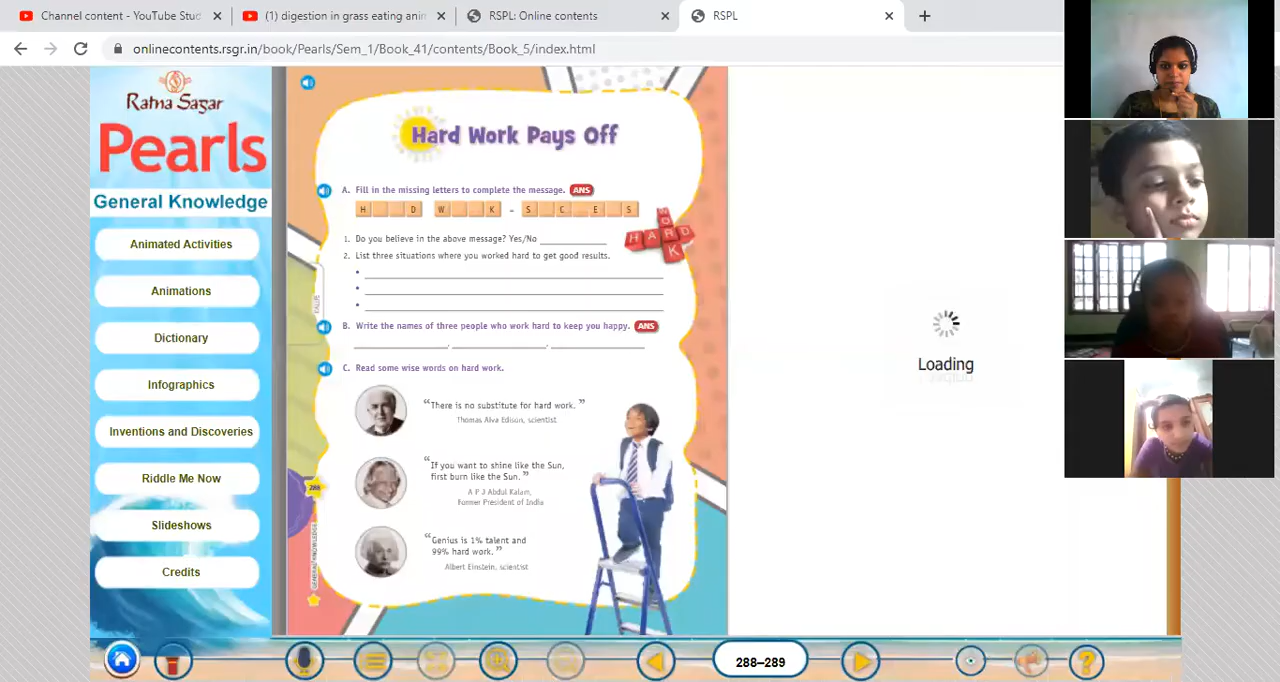 Channel content - YouTube Stud
(1) digestion in grass eating anim
RSPL: Online contents
RSPL
onlinecontents.rsgr.in/book/Pearls/Sem_1/Book_41/contents/Book_5/index.html
Ratna Sagar
Pearls
General Knowledge
Animated Activities
Animations
Dictionary
Infographics
Inventions and Discoveries
Riddle Me Now
Slideshows
Credits
Hard Work Pays Off
A. Fill in the missing letters to complete the message. ANS
H D W K – S C E S
WORK
HARD
1. Do you believe in the above message? Yes/No
2. List three situations where you worked hard to get good results.
VALUE
B. Write the names of three people who work hard to keep you happy. ANS
C. Read some wise words on hard work.
“There is no substitute for hard work.”
Thomas Alva Edison, scientist
“If you want to shine like the Sun,
first burn like the Sun.”
A P J Abdul Kalam,
Former President of India
“Genius is 1% talent and
99% hard work.”
Albert Einstein, scientist
288
GENERAL KNOWLEDGE
Loading
288–289